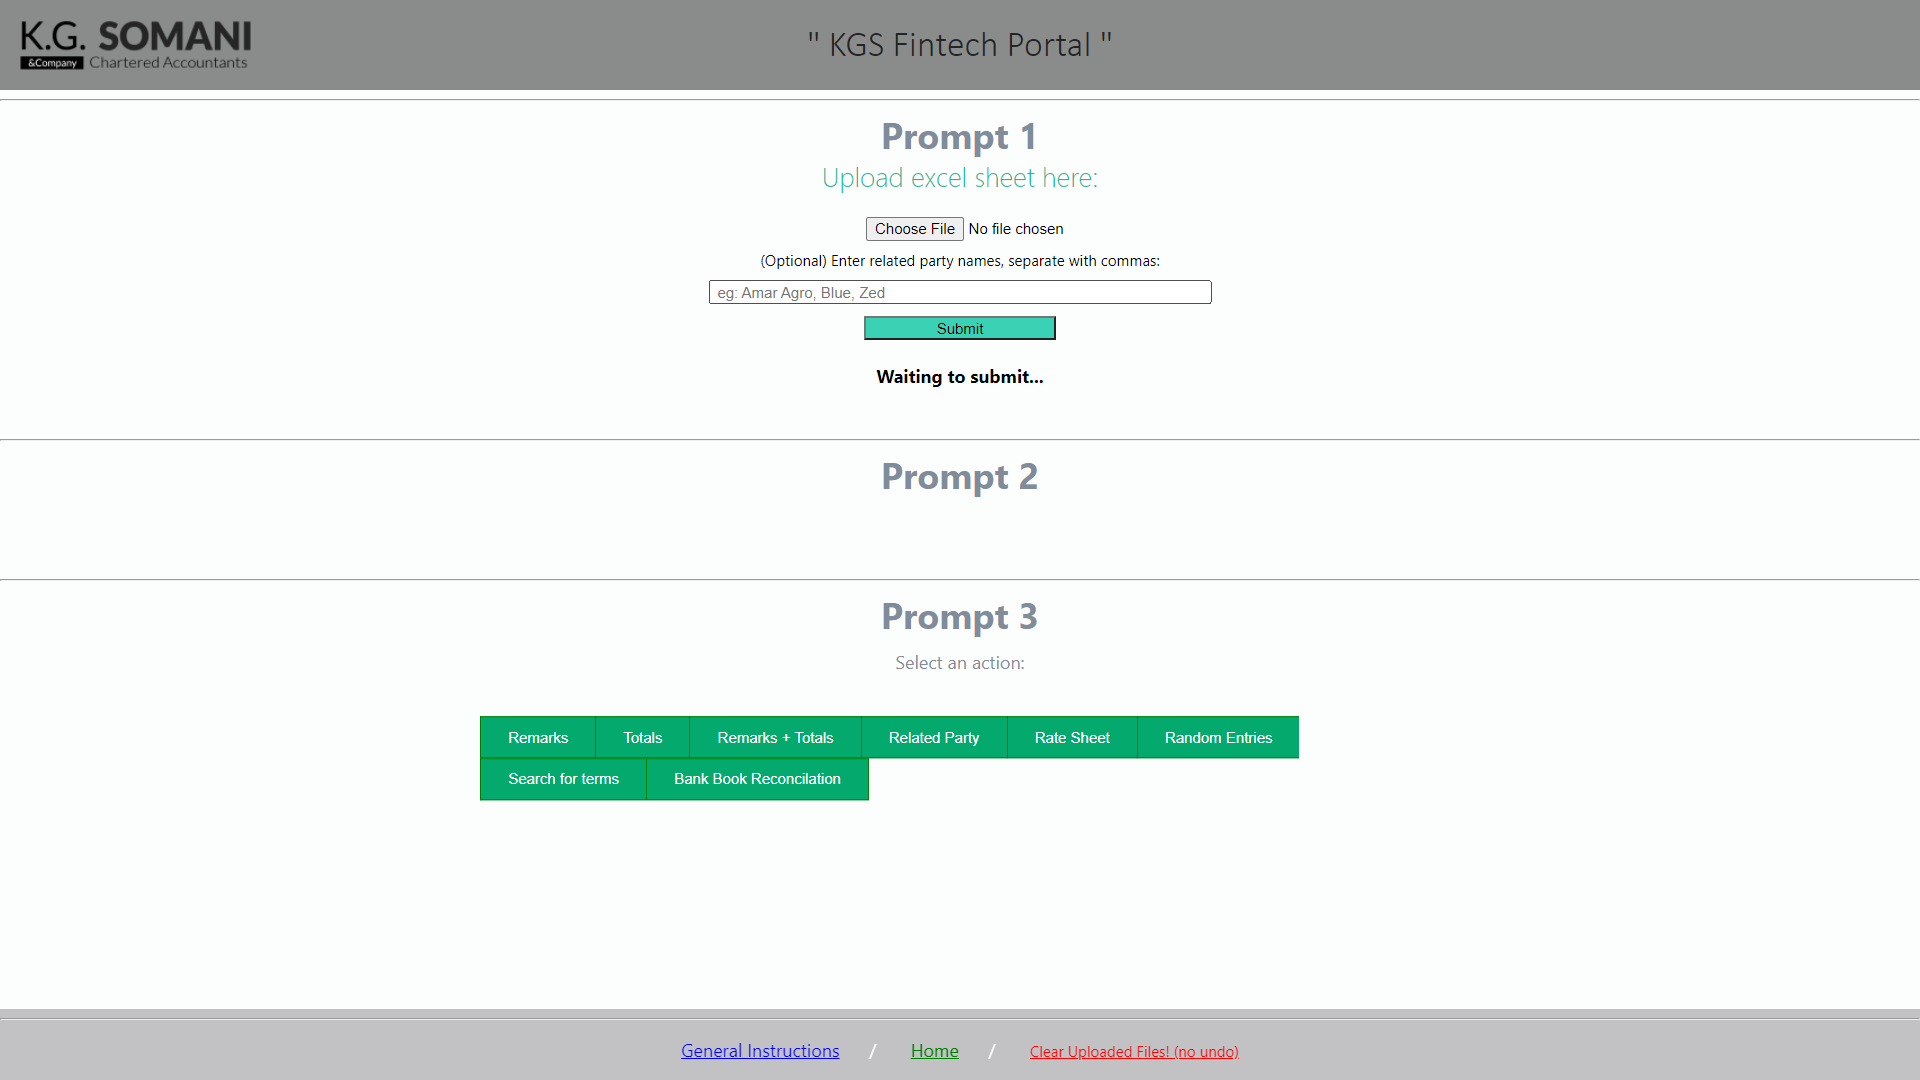 K.G. SOMANI
&Company Chartered Accountants
" KGS Fintech Portal "
Prompt 1
Upload excel sheet here:
Choose File No file chosen
(Optional) Enter related party names, separate with commas:
eg: Amar Agro, Blue, Zed
Submit
Waiting to submit...
Prompt 2
Prompt 3
Select an action:
Remarks Totals Remarks + Totals Related Party Rate Sheet Random Entries
Search for terms Bank Book Reconcilation
General Instructions / Home / Clear Uploaded Files! (no undo)